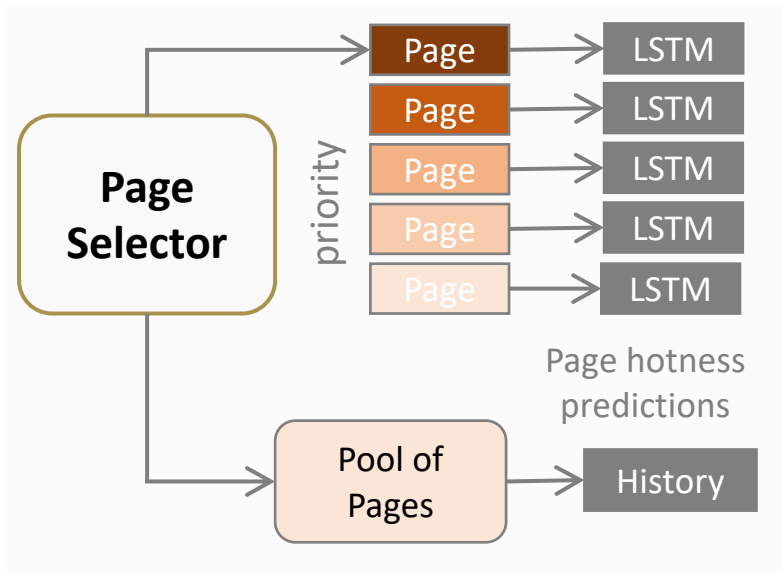 Page
Selector
priority
Page
LSTM
Page
LSTM
Page
LSTM
Page
LSTM
Page
LSTM
Page hotness
predictions
Pool of
Pages
History